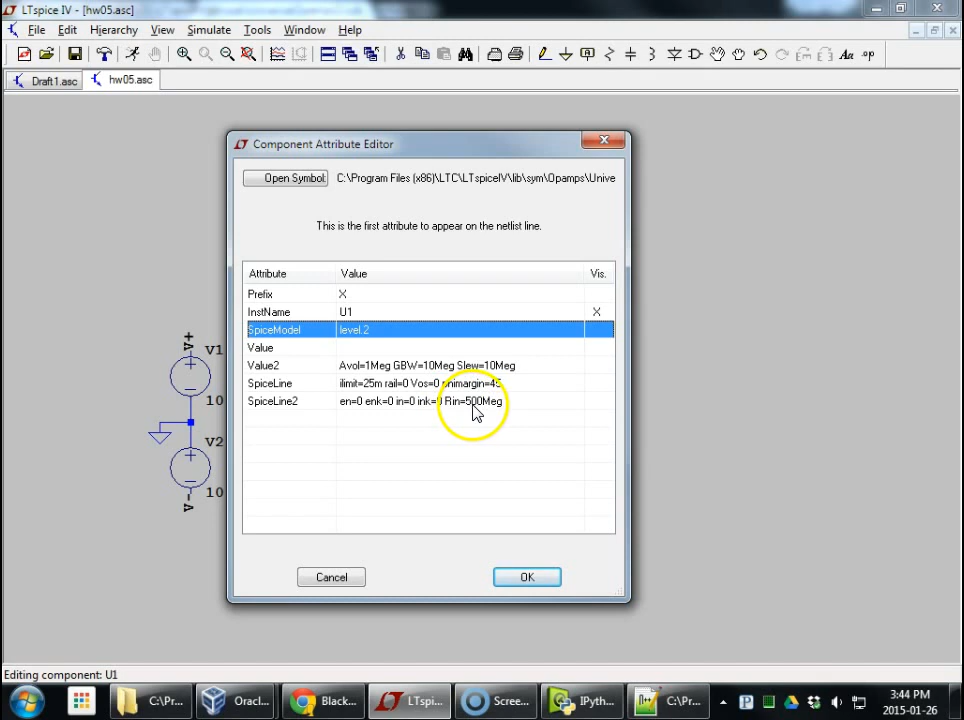 LTspice IV - [hw05.asc]
File Edit Hierarchy View Simulate Tools Window Help
Draft1.asc hw05.asc
Component Attribute Editor
Open Symbol: C:\Program Files (x86)\LTC\LTspiceIV\lib\sym\Opamps\Unive
This is the first attribute to appear on the netlist line.
Attribute Value Vis.
Prefix X
InstName U1 X
SpiceModel level.2
Value
Value2 Avol=1Meg GBW=10Meg Slew=10Meg
SpiceLine ilimit=25m rail=0 Vos=0 phimargin=45
SpiceLine2 en=0 enk=0 in=0 ink=0 Rin=500Meg
+A
V1
10
V2
10
-A
Cancel OK
Editing component: U1
C:\Pr... Oracl... Black... LTspi... Scree... IPyth... C:\Pr...
3:44 PM
2015-01-26